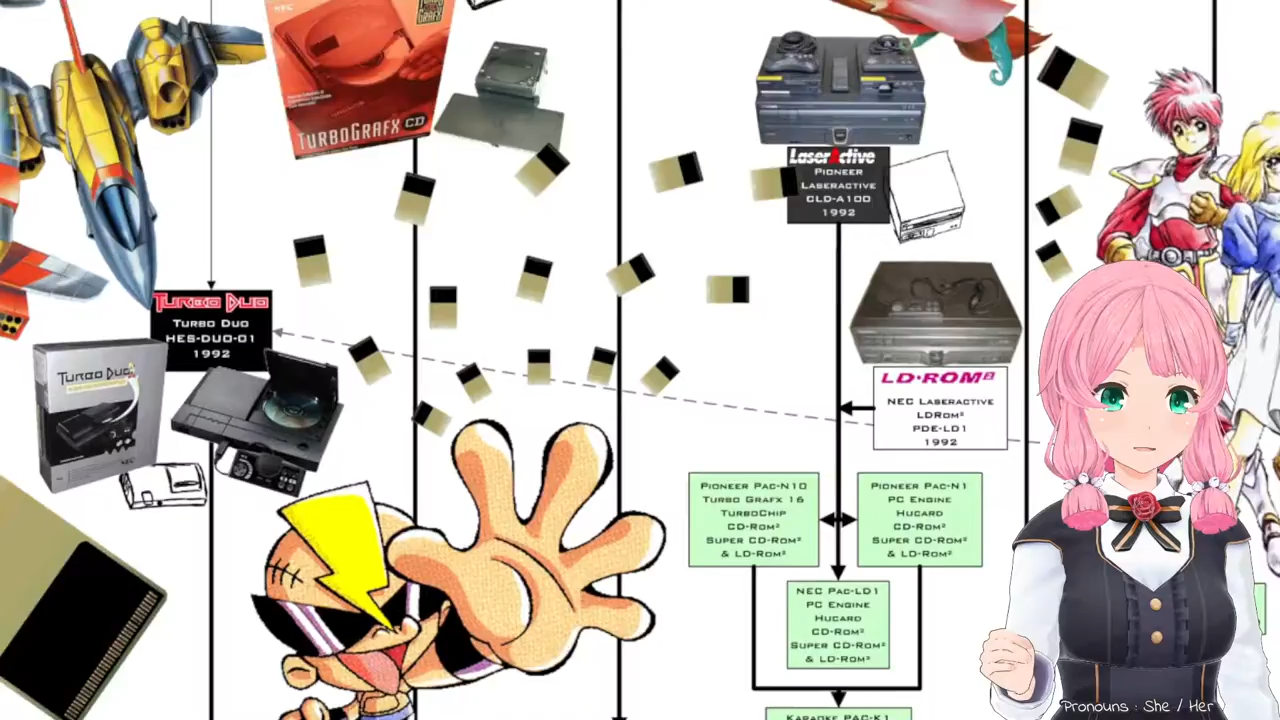 TURBO GRAFX
TURBOGRAFX CD
LaserActive
PIONEER
LASERACTIVE
CLD-A100
1992
TURBO DUO
TURBO DUO
HES-DUO-01
1992
TURBO DUO
LD-ROM²
NEC LASERACTIVE
LDROM²
PDE-LD1
1992
PIONEER PAC-N10
TURBO GRAFX 16
TURBOCHIP
CD-ROM²
SUPER CD-ROM²
& LD-ROM²
PIONEER PAC-N1
PC ENGINE
HUCARD
CD-ROM²
SUPER CD-ROM²
& LD-ROM²
NEC PAC-LD1
PC ENGINE
HUCARD
CD-ROM²
SUPER CD-ROM²
& LD-ROM²
KARAOKE PAC-K1
Pronouns : She / Her